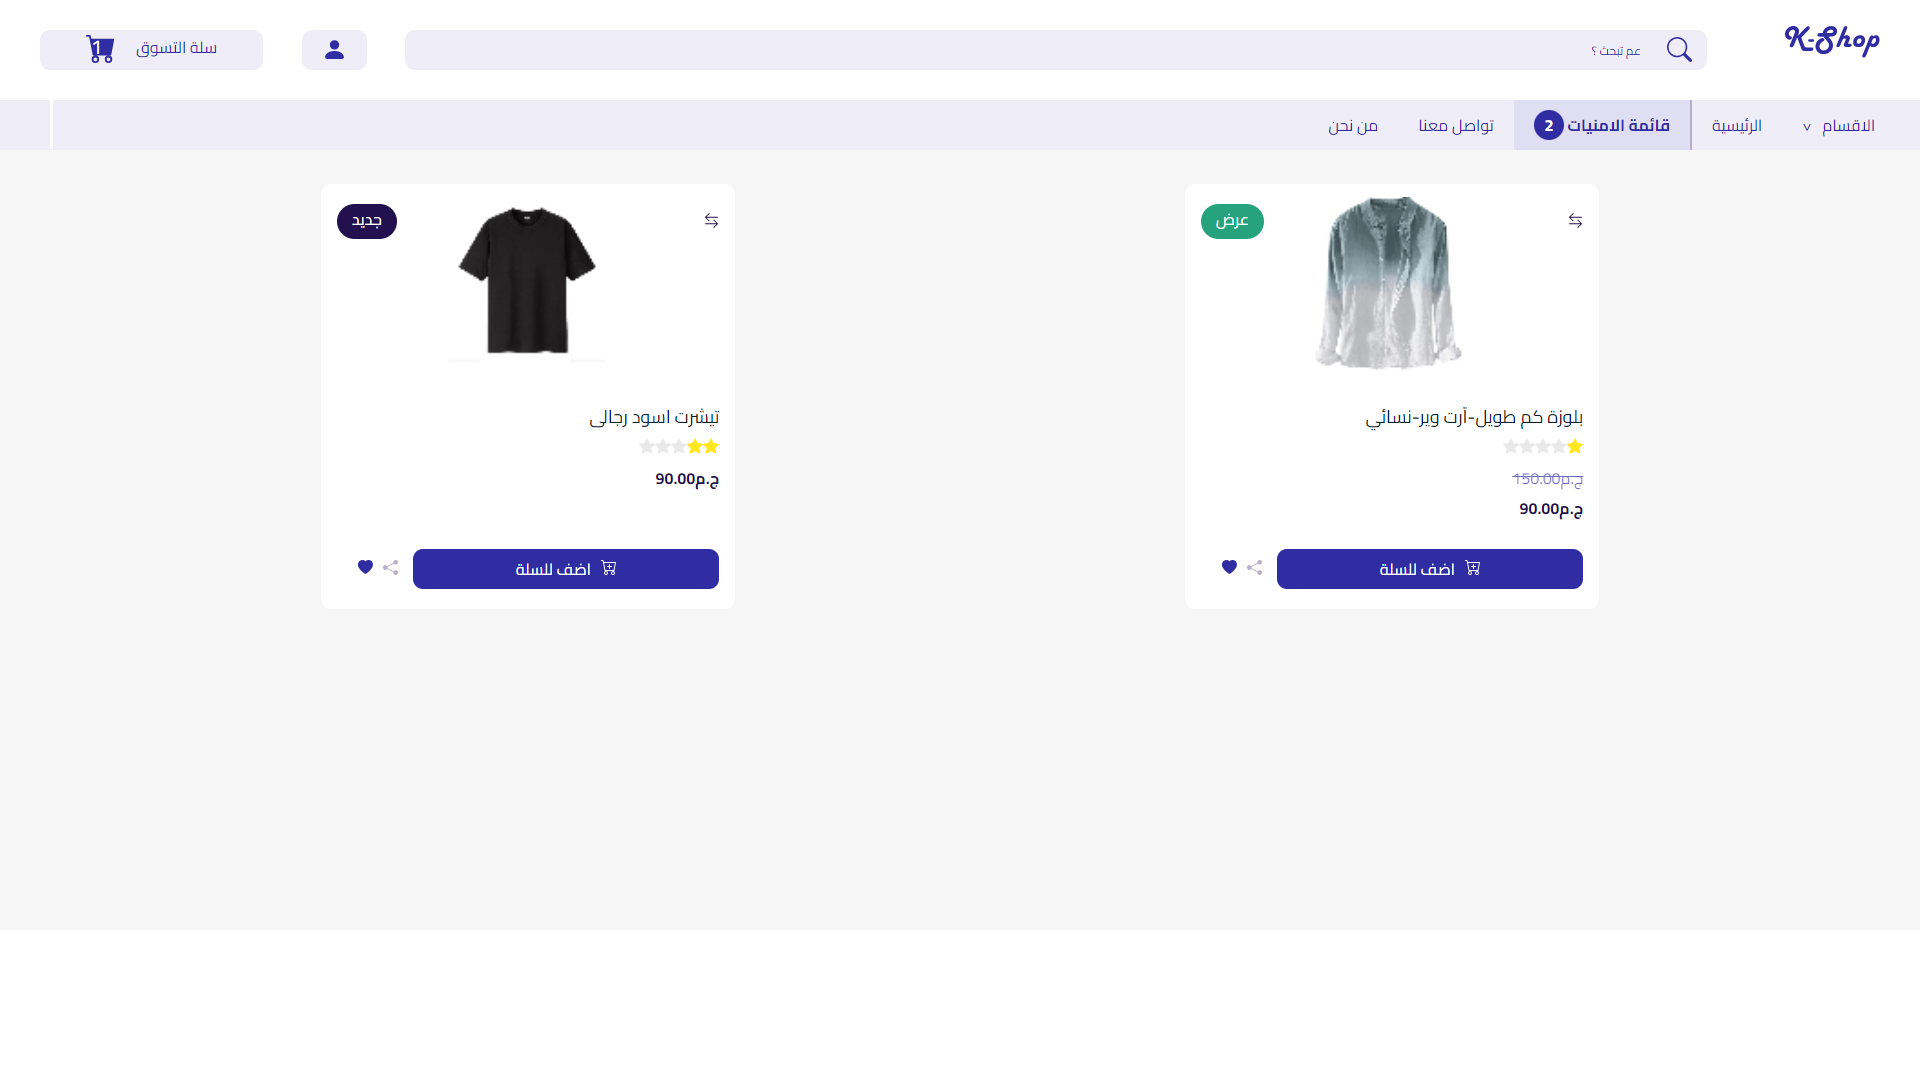 K-Shop
عم تبحث ؟
سلة التسوق
1
الاقسام
الرئيسية
قائمة الامنيات 2
تواصل معنا
من نحن
عرض
بلوزة كم طويل-آرت وير-نسائي
ج.م150.00
ج.م90.00
اضف للسلة
جديد
تيشرت اسود رجالى
ج.م90.00
اضف للسلة